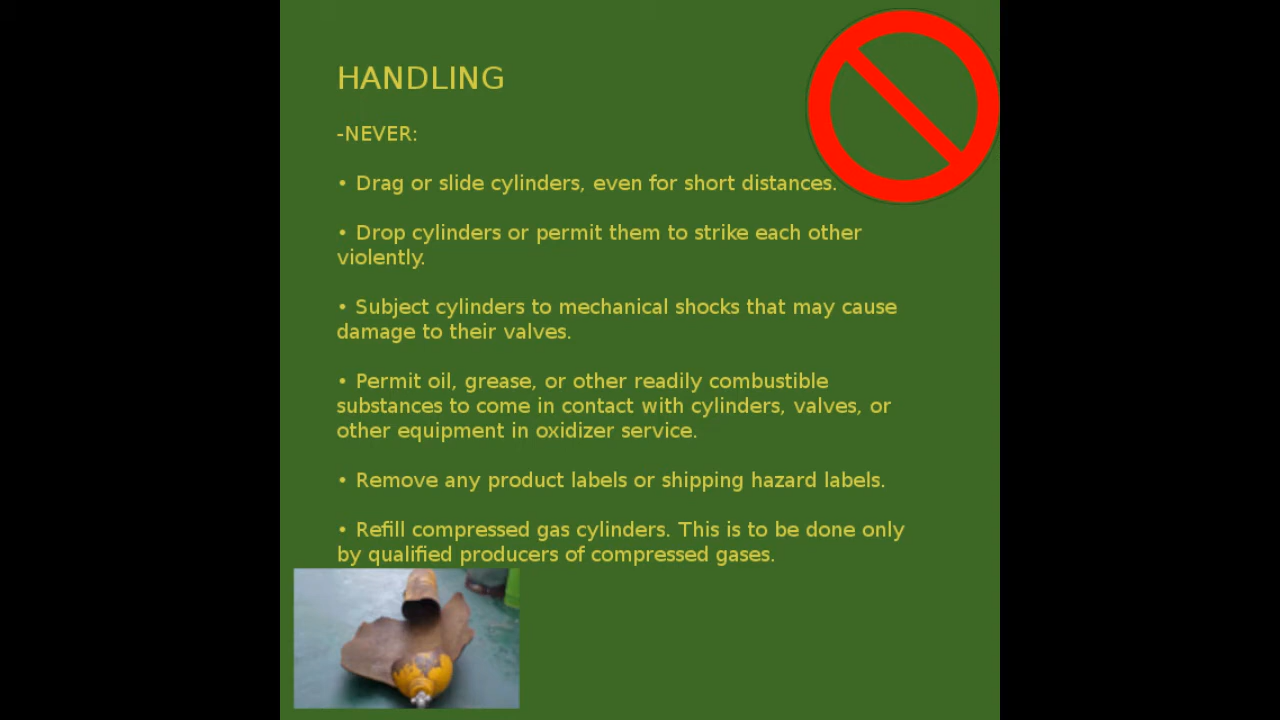 HANDLING
-NEVER:
• Drag or slide cylinders, even for short distances.
• Drop cylinders or permit them to strike each other
violently.
• Subject cylinders to mechanical shocks that may cause
damage to their valves.
• Permit oil, grease, or other readily combustible
substances to come in contact with cylinders, valves, or
other equipment in oxidizer service.
• Remove any product labels or shipping hazard labels.
• Refill compressed gas cylinders. This is to be done only
by qualified producers of compressed gases.